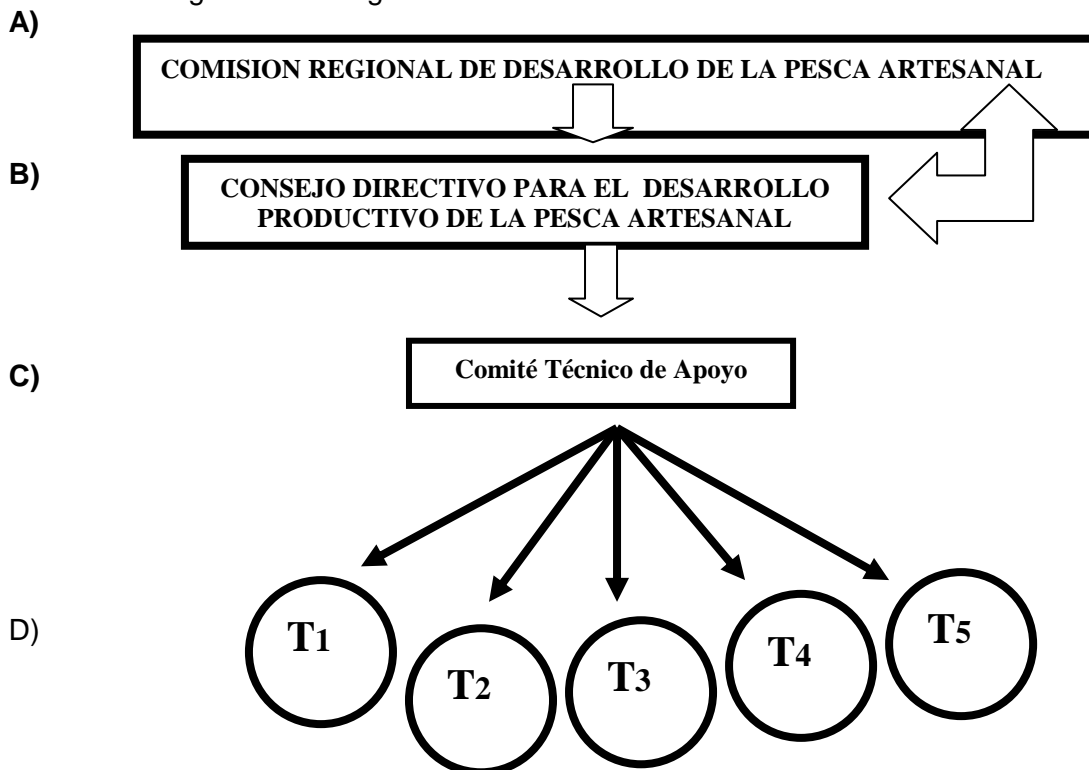 A)
COMISION REGIONAL DE DESARROLLO DE LA PESCA ARTESANAL
B)
CONSEJO DIRECTIVO PARA EL DESARROLLO
PRODUCTIVO DE LA PESCA ARTESANAL
C)
Comité Técnico de Apoyo
D)
T1
T2
T3
T4
T5